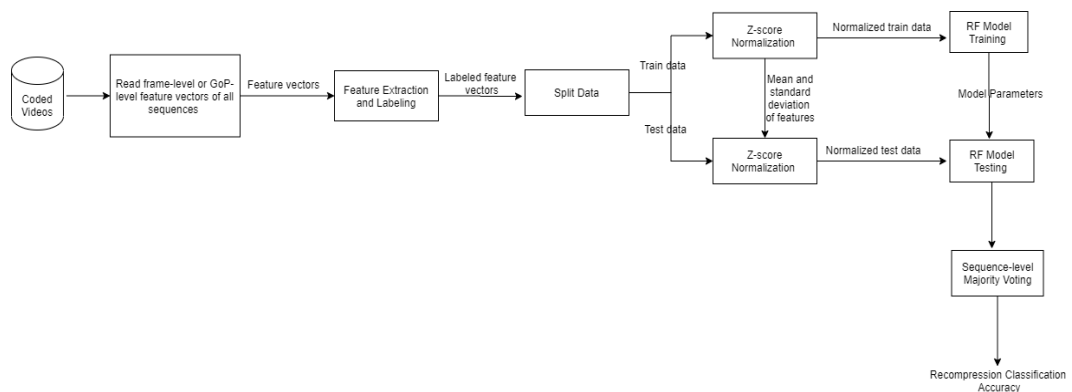 Coded
Videos
Read frame-level or GoP-
level feature vectors of all
sequences
Feature vectors
Feature Extraction
and Labeling
Labeled feature
vectors
Split Data
Train data
Test data
Z-score
Normalization
Mean and
standard
deviation
of features
Z-score
Normalization
Normalized train data
Normalized test data
RF Model
Training
Model Parameters
RF Model
Testing
Sequence-level
Majority Voting
Recompression Classification
Accuracy